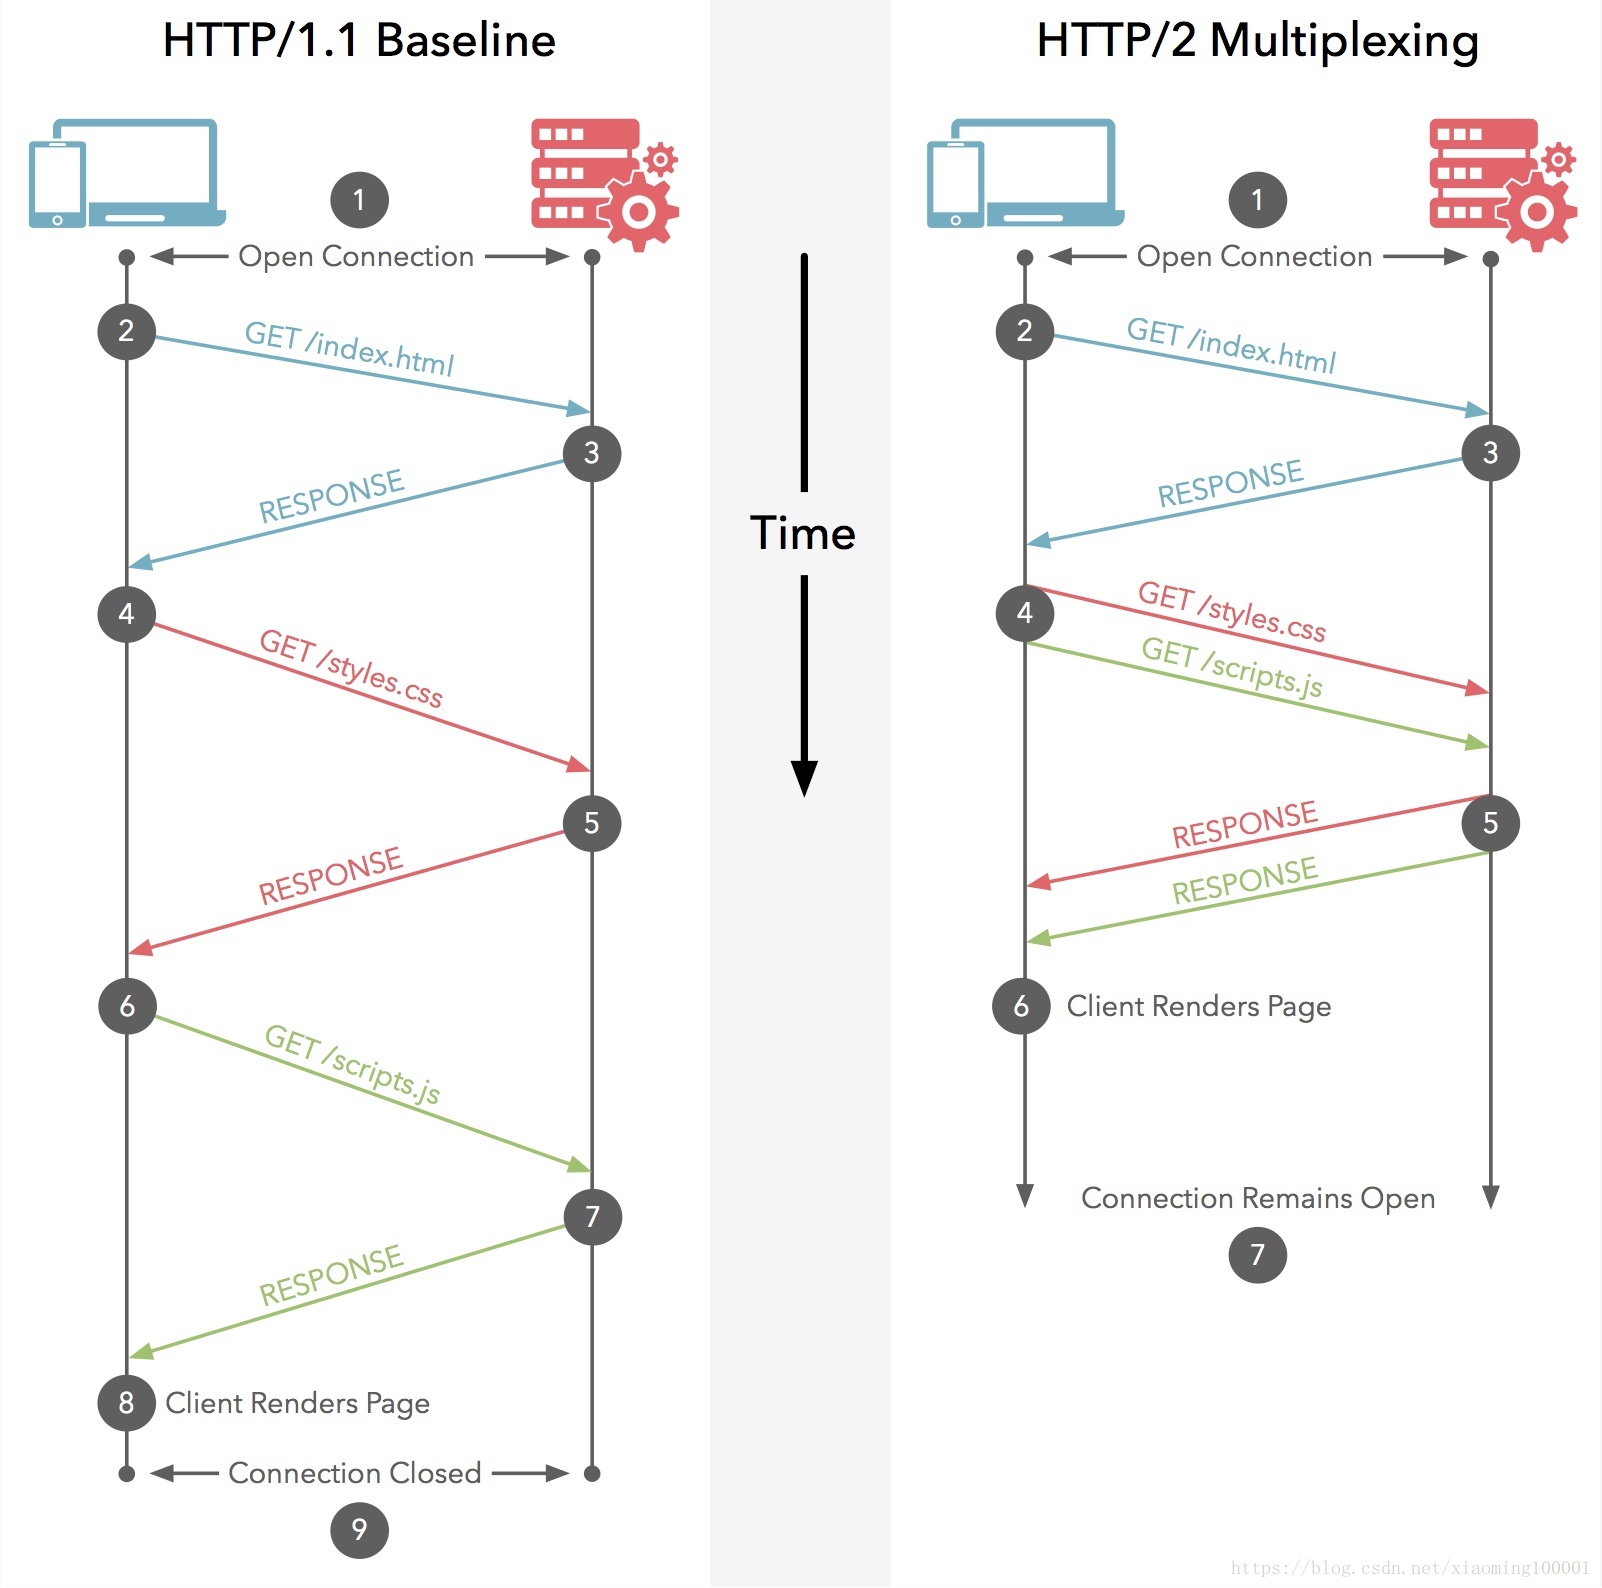 HTTP/1.1 Baseline
1
Open Connection
2
GET /index.html
3
RESPONSE
4
GET /styles.css
5
RESPONSE
6
GET /scripts.js
7
RESPONSE
8
Client Renders Page
Connection Closed
9
Time
HTTP/2 Multiplexing
1
Open Connection
2
GET /index.html
3
RESPONSE
4
GET /styles.css
GET /scripts.js
5
RESPONSE
RESPONSE
6
Client Renders Page
Connection Remains Open
7
https://blog.csdn.net/xiaoming100001